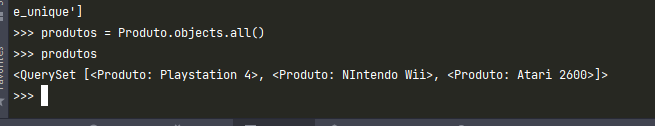 e_unique']
>>> produtos = Produto.objects.all()
>>> produtos
<QuerySet [<Produto: Playstation 4>, <Produto: NIntendo Wii>, <Produto: Atari 2600>]>
>>>